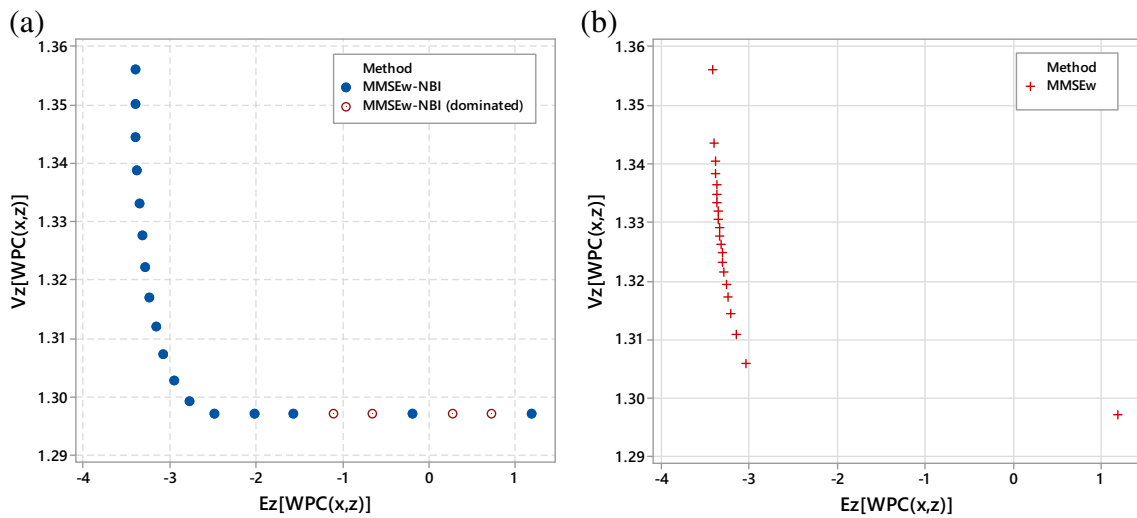 (a)
1.36
1.35
1.34
1.33
1.32
1.31
1.30
1.29
Vz[WPC(x,z)]
-4
-3
-2
-1
0
1
Ez[WPC(x,z)]
Method
MMSEw-NBI
MMSEw-NBI (dominated)
(b)
1.36
1.35
1.34
1.33
1.32
1.31
1.30
1.29
Vz[WPC(x,z)]
-4
-3
-2
-1
0
1
Ez[WPC(x,z)]
Method
MMSEw